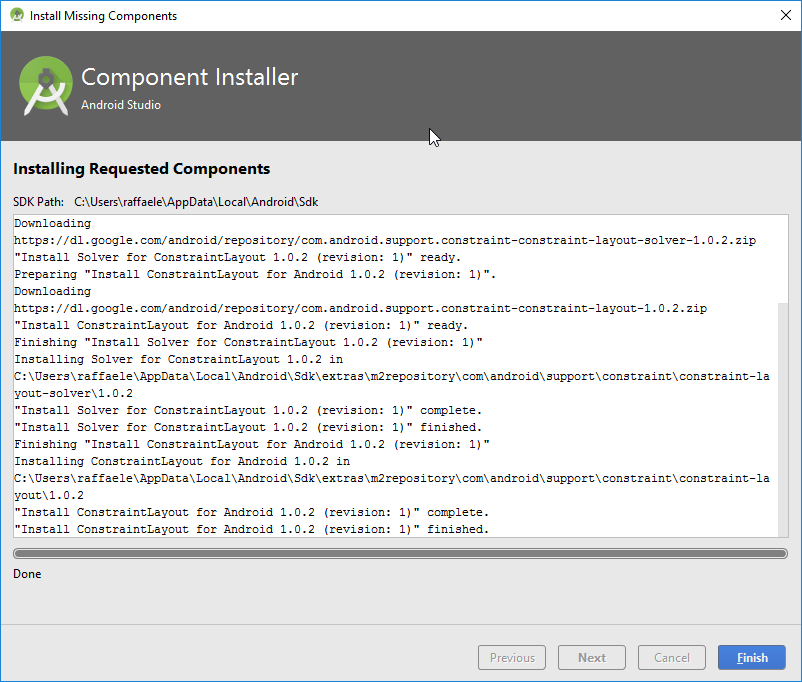 Install Missing Components
Component Installer
Android Studio
Installing Requested Components
SDK Path: C:\Users\raffaele\AppData\Local\Android\Sdk
Downloading
https://dl.google.com/android/repository/com.android.support.constraint-constraint-layout-solver-1.0.2.zip
"Install Solver for ConstraintLayout 1.0.2 (revision: 1)" ready.
Preparing "Install ConstraintLayout for Android 1.0.2 (revision: 1)".
Downloading
https://dl.google.com/android/repository/com.android.support.constraint-constraint-layout-1.0.2.zip
"Install ConstraintLayout for Android 1.0.2 (revision: 1)" ready.
Finishing "Install Solver for ConstraintLayout 1.0.2 (revision: 1)"
Installing Solver for ConstraintLayout 1.0.2 in
C:\Users\raffaele\AppData\Local\Android\Sdk\extras\m2repository\com\android\support\constraint\constraint-la
yout-solver\1.0.2
"Install Solver for ConstraintLayout 1.0.2 (revision: 1)" complete.
"Install Solver for ConstraintLayout 1.0.2 (revision: 1)" finished.
Finishing "Install ConstraintLayout for Android 1.0.2 (revision: 1)"
Installing ConstraintLayout for Android 1.0.2 in
C:\Users\raffaele\AppData\Local\Android\Sdk\extras\m2repository\com\android\support\constraint\constraint-la
yout\1.0.2
"Install ConstraintLayout for Android 1.0.2 (revision: 1)" complete.
"Install ConstraintLayout for Android 1.0.2 (revision: 1)" finished.
Done
Previous Next Cancel Finish